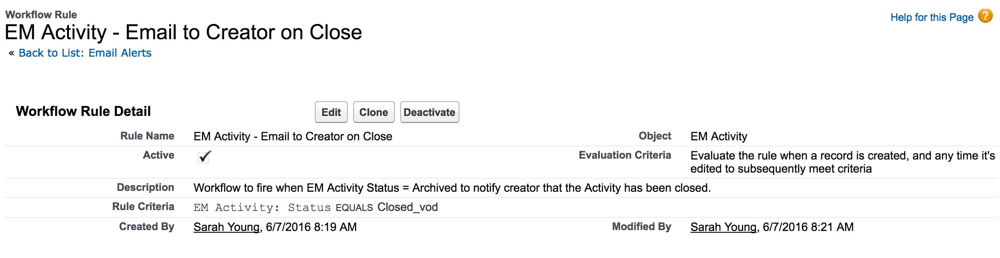 Workflow Rule
Help for this Page ?
EM Activity - Email to Creator on Close
« Back to List: Email Alerts
Workflow Rule Detail
Edit Clone Deactivate
Rule Name EM Activity - Email to Creator on Close
Object EM Activity
Active
Evaluation Criteria Evaluate the rule when a record is created, and any time it's
edited to subsequently meet criteria
Description Workflow to fire when EM Activity Status = Archived to notify creator that the Activity has been closed.
Rule Criteria EM Activity: Status EQUALS Closed_vod
Created By Sarah Young, 6/7/2016 8:19 AM
Modified By Sarah Young, 6/7/2016 8:21 AM